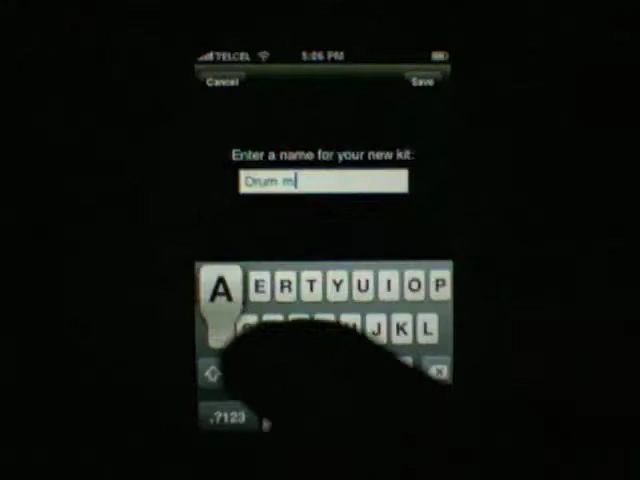 TELCEL 5:06 PM
Cancel Save
Enter a name for your new kit:
Drum m
A E R T Y U I O P
J K L
.?123